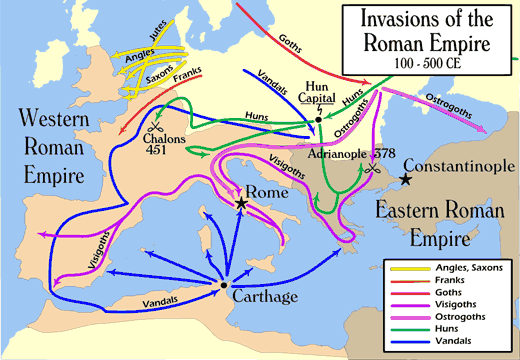 Invasions of the
Roman Empire
100 - 500 CE
Jutes
Angles
Saxons
Franks
Goths
Vandals
Hun
Capital
Huns
Ostrogoths
Ostrogoths
Western
Roman
Empire
Chalons
451
Huns
Adrianople 378
Constantinople
Visigoths
Rome
Eastern Roman
Empire
Visigoths
Vandals
Carthage
Angles, Saxons
Franks
Goths
Visigoths
Ostrogoths
Huns
Vandals